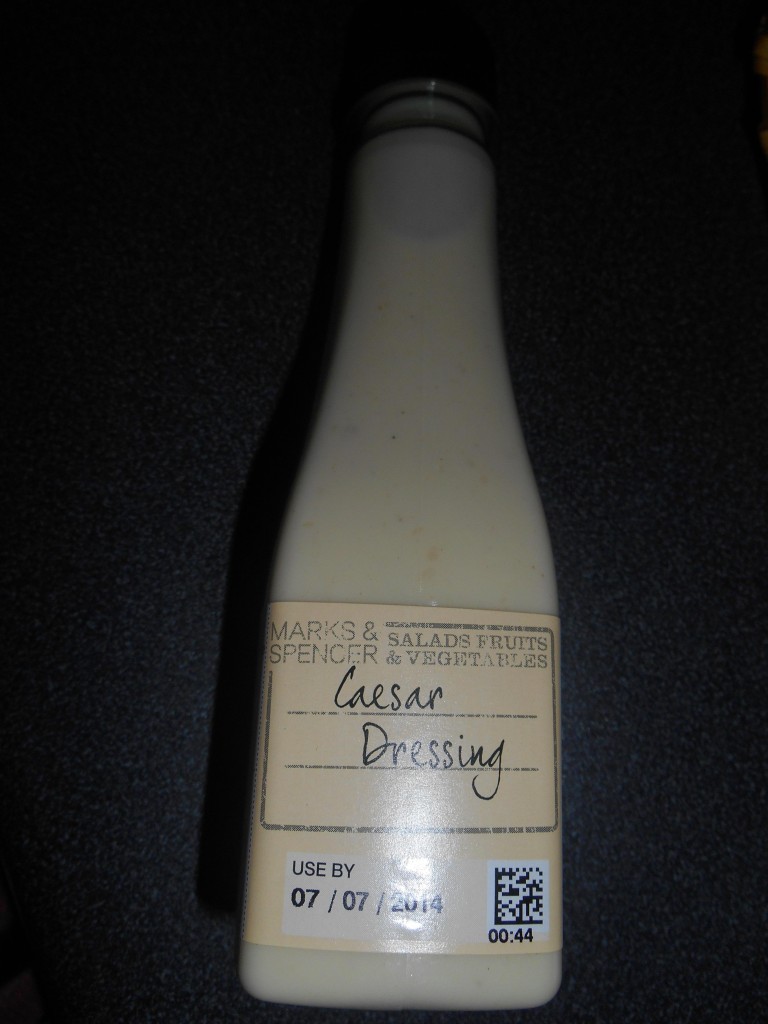 MARKS &
SPENCER
SALADS FRUITS
& VEGETABLES
Caesar
Dressing
USE BY
07 / 07 / 2014
00:44